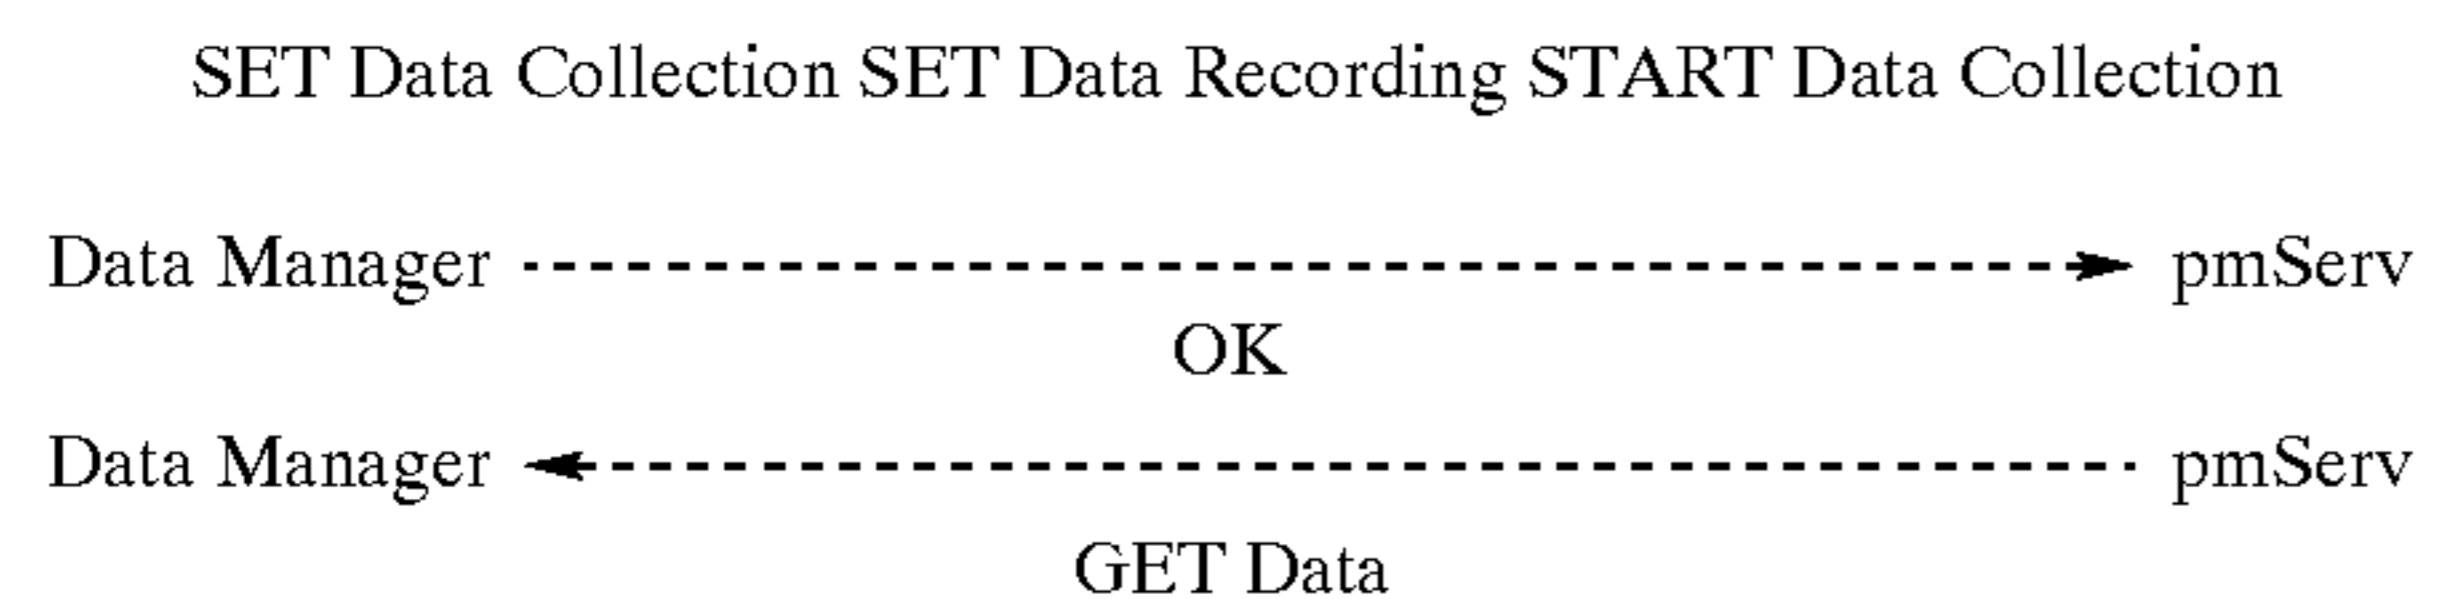 SET Data Collection SET Data Recording START Data Collection
Data Manager pmServ
OK
Data Manager pmServ
GET Data